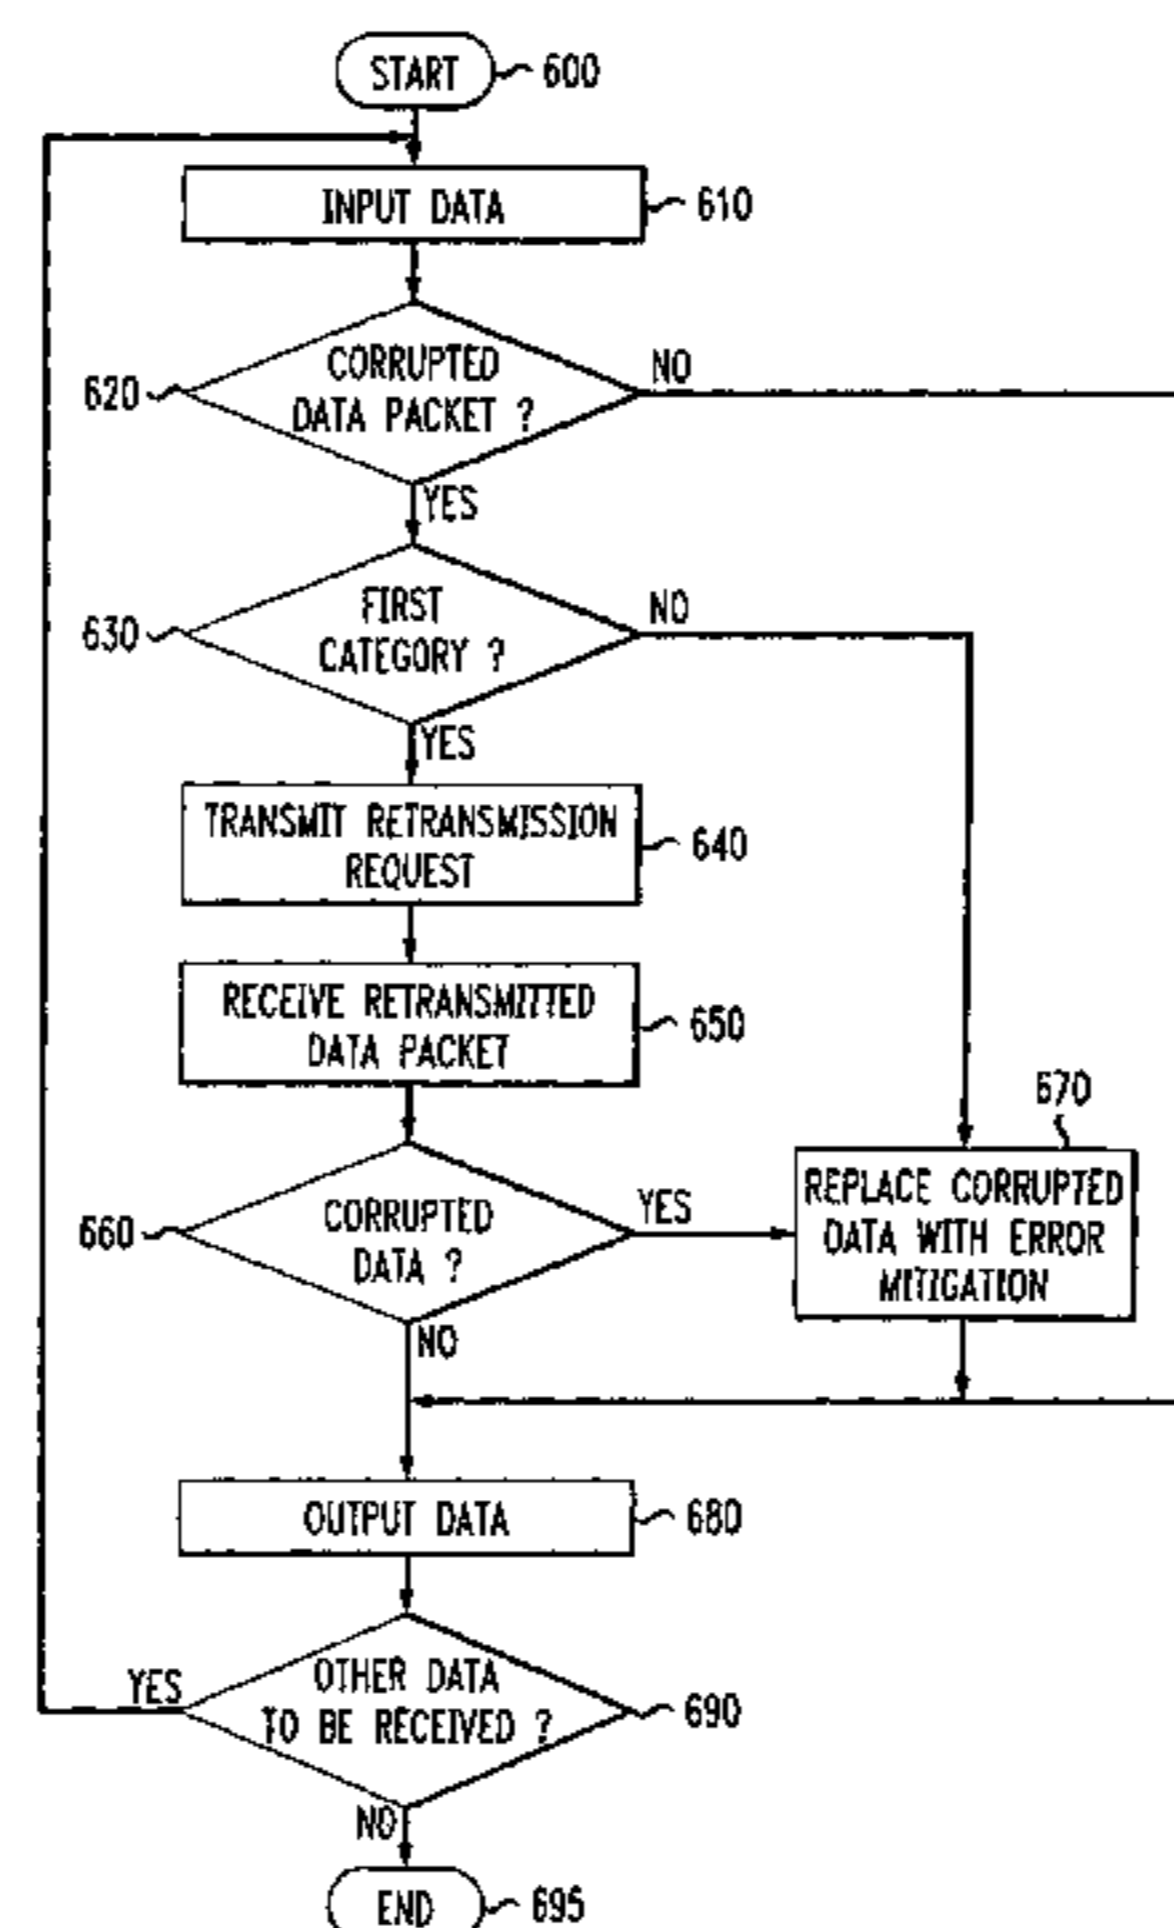 START
600
INPUT DATA
610
CORRUPTED
DATA PACKET ?
620
NO
YES
FIRST
CATEGORY ?
630
NO
YES
TRANSMIT RETRANSMISSION
REQUEST
640
RECEIVE RETRANSMITTED
DATA PACKET
650
CORRUPTED
DATA ?
660
YES
NO
670
REPLACE CORRUPTED
DATA WITH ERROR
MITIGATION
OUTPUT DATA
680
OTHER DATA
TO BE RECEIVED ?
690
YES
NO
END
695